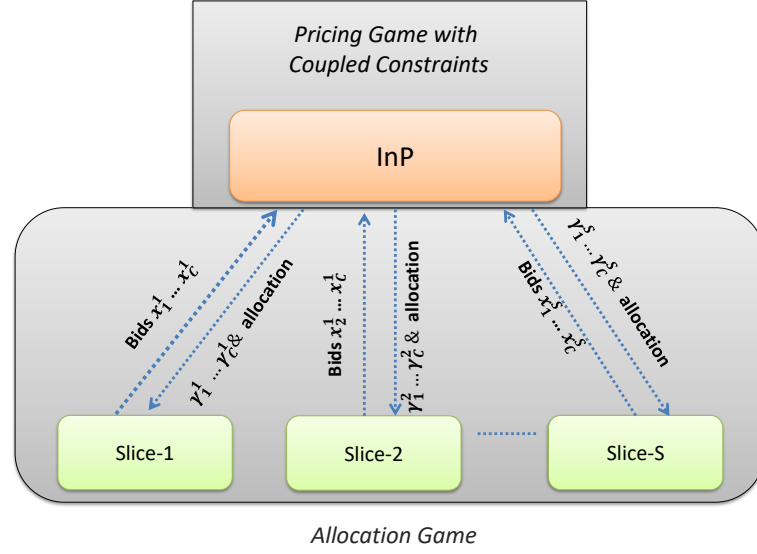 Pricing Game with
Coupled Constraints
InP
Bids x_1^1 ... x_C^1
γ_1^1 ... γ_C^1 & allocation
Bids x_2^1 ... x_C^1
γ_1^2 ... γ_C^2 & allocation
Bids x_1^S ... x_C^S
γ_1^S ... γ_C^S & allocation
Slice-1
Slice-2
Slice-S
Allocation Game